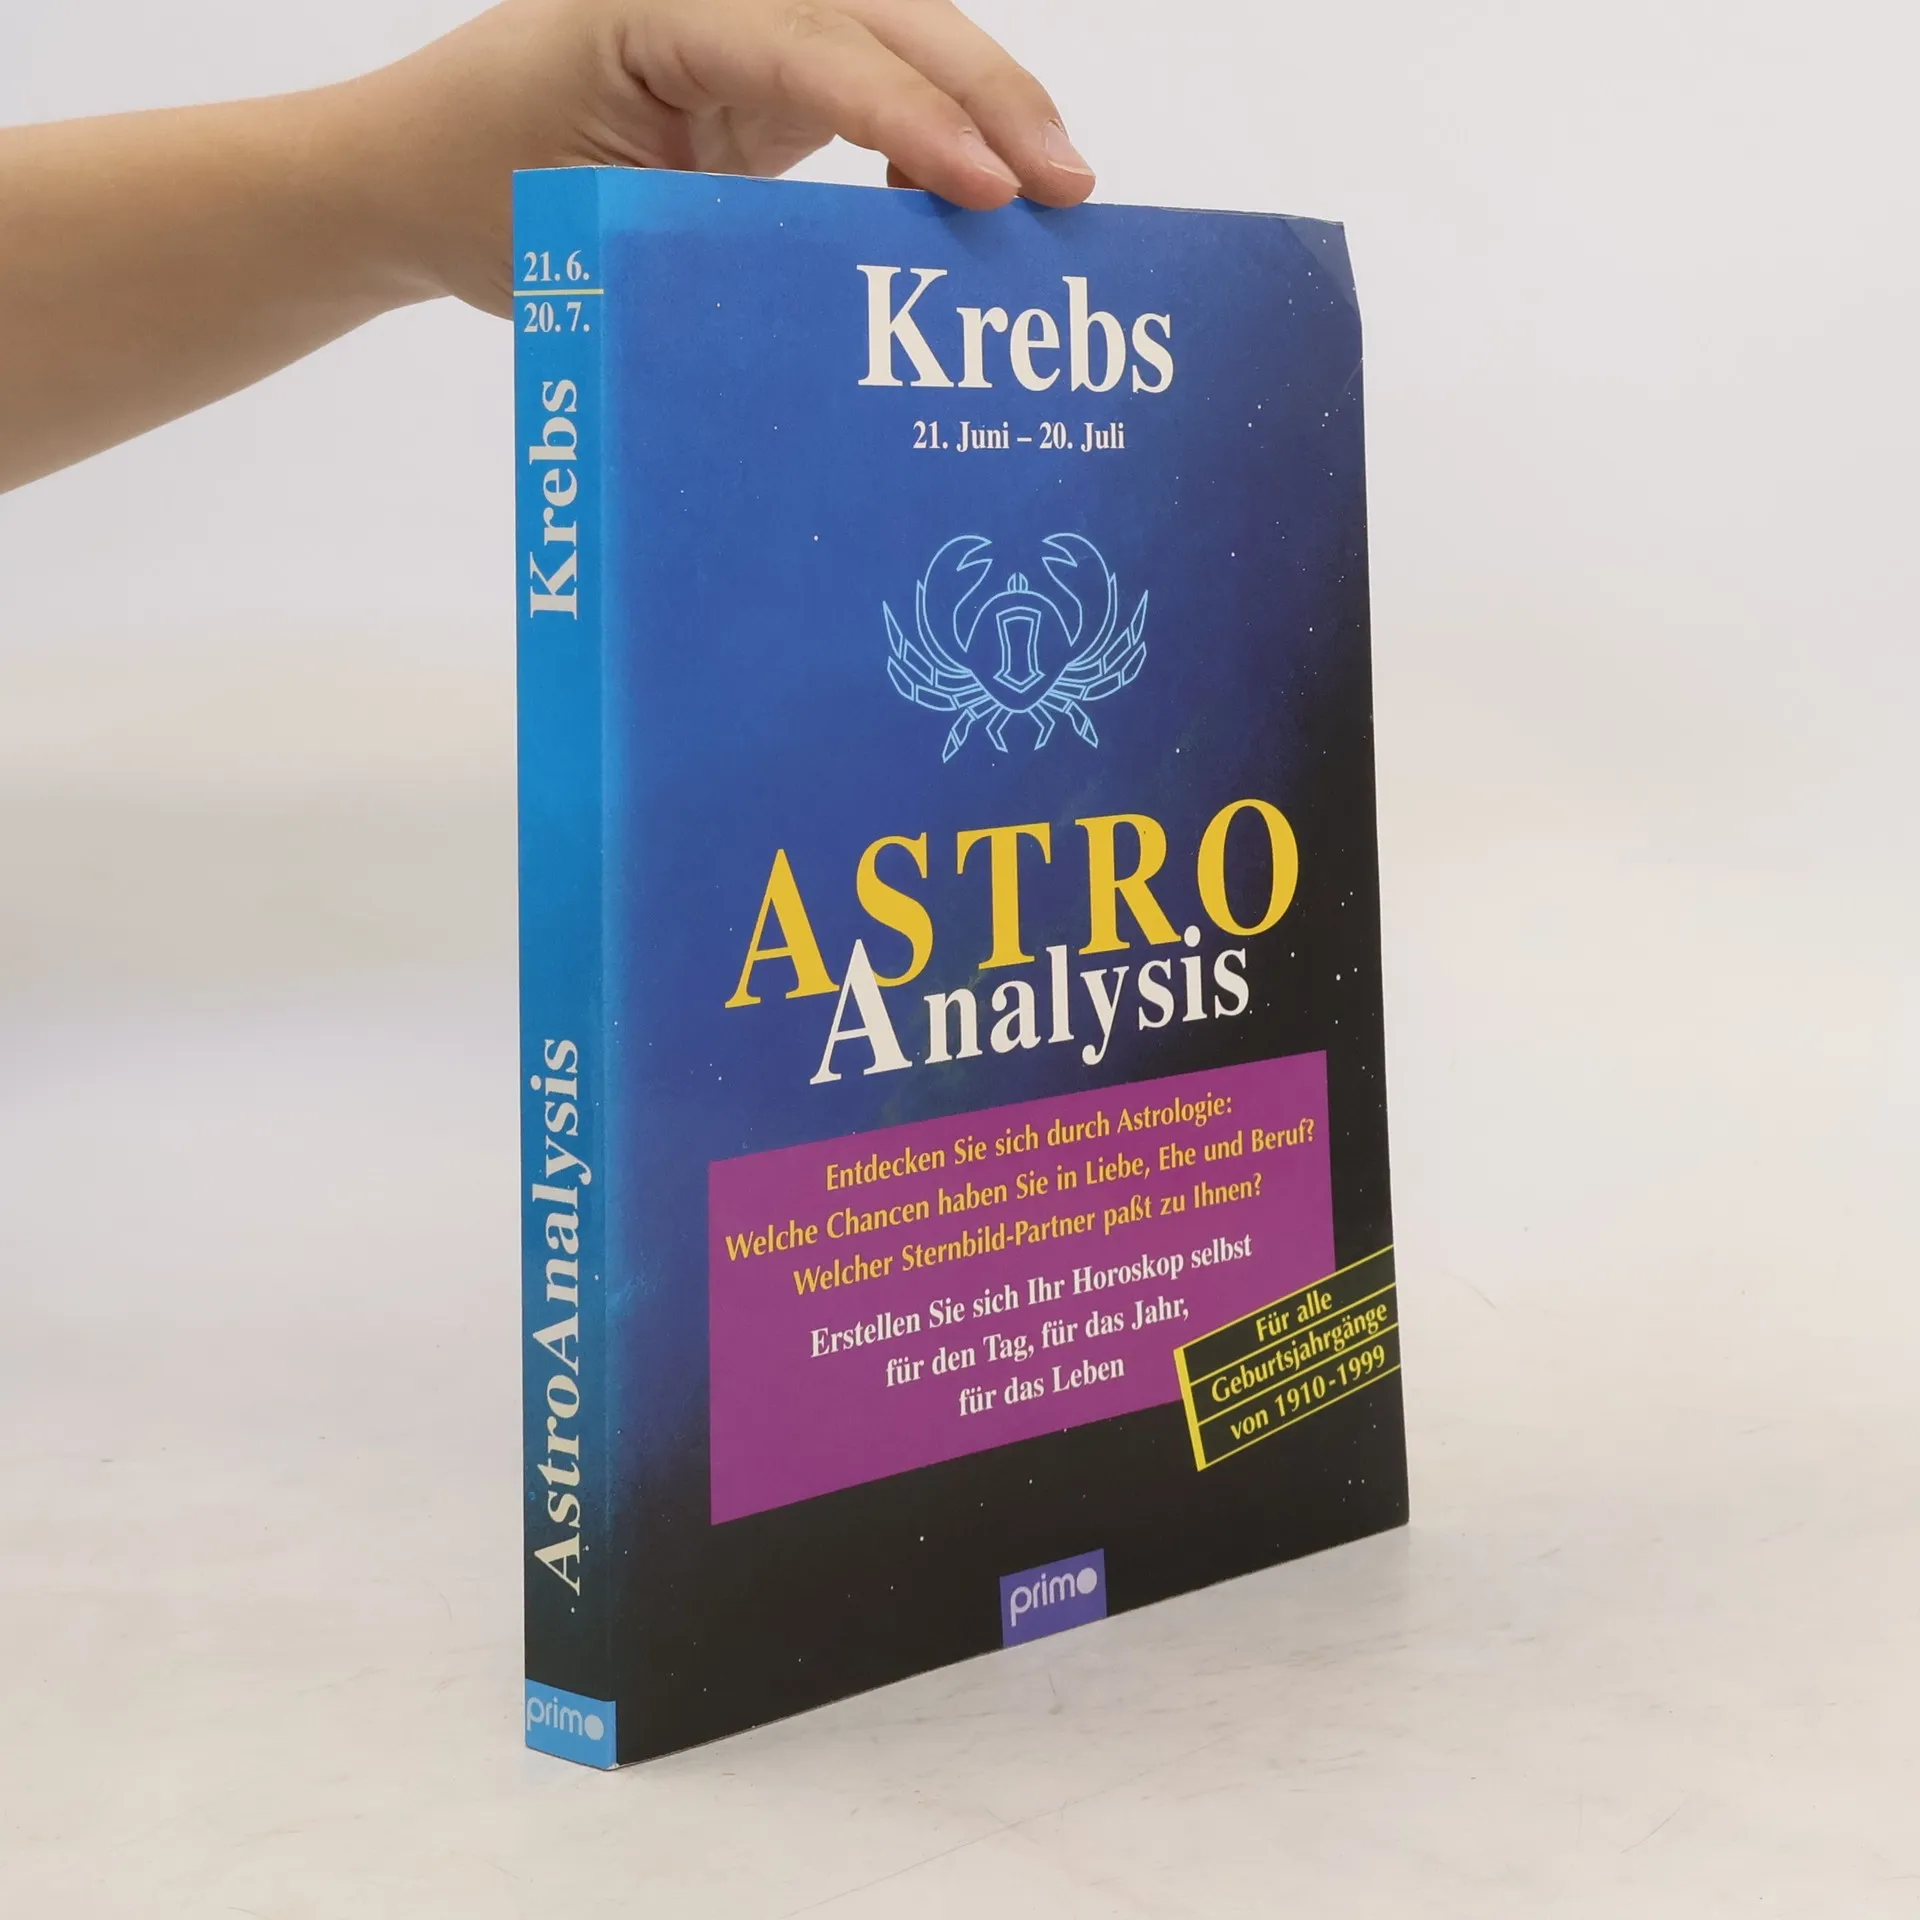 21.6.
20.7.
Krebs
AstroAnalysis
primo
Krebs
21. Juni – 20. Juli
ASTRO
Analysis
Entdecken Sie sich durch Astrologie:
Welche Chancen haben Sie in Liebe, Ehe und Beruf?
Welcher Sternbild-Partner paßt zu Ihnen?
Erstellen Sie sich Ihr Horoskop selbst
für den Tag, für das Jahr,
für das Leben
Für alle
Geburtsjahrgänge
von 1910-1999
primo